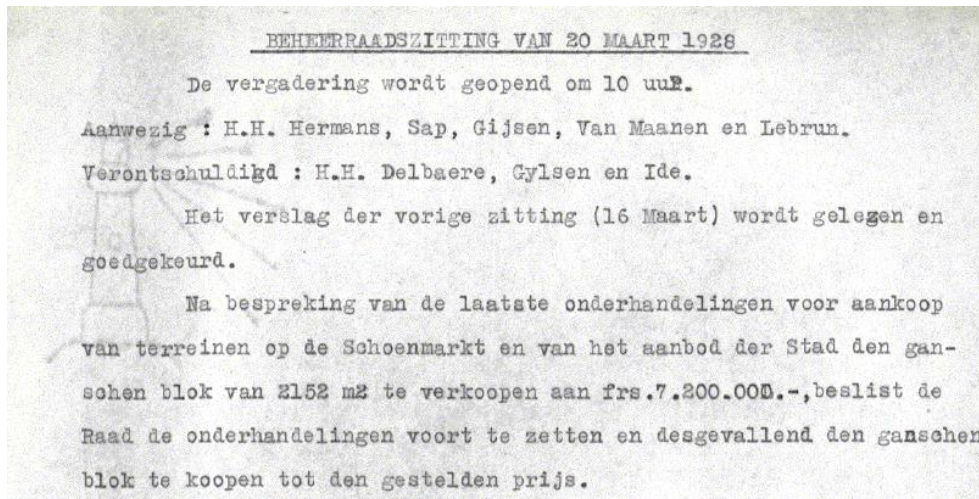 BEHEERRAADSZITTING VAN 20 MAART 1928
De vergadering wordt geopend om 10 uur.
Aanwezig : H.H. Hermans, Sap, Gijsen, Van Maanen en Lebrun.
Verontschuldigd : H.H. Delbaere, Gylsen en Ide.
Het verslag der vorige zitting (16 Maart) wordt gelezen en
goedgekeurd.
Na bespreking van de laatste onderhandelingen voor aankoop
van terreinen op de Schoenmarkt en van het aanbod der Stad den gan-
schen blok van 2152 m2 te verkoopen aan frs.7.200.000.-,beslist de
Raad de onderhandelingen voort te zetten en desgevallend den ganschen
blok te koopen tot den gestelden prijs.